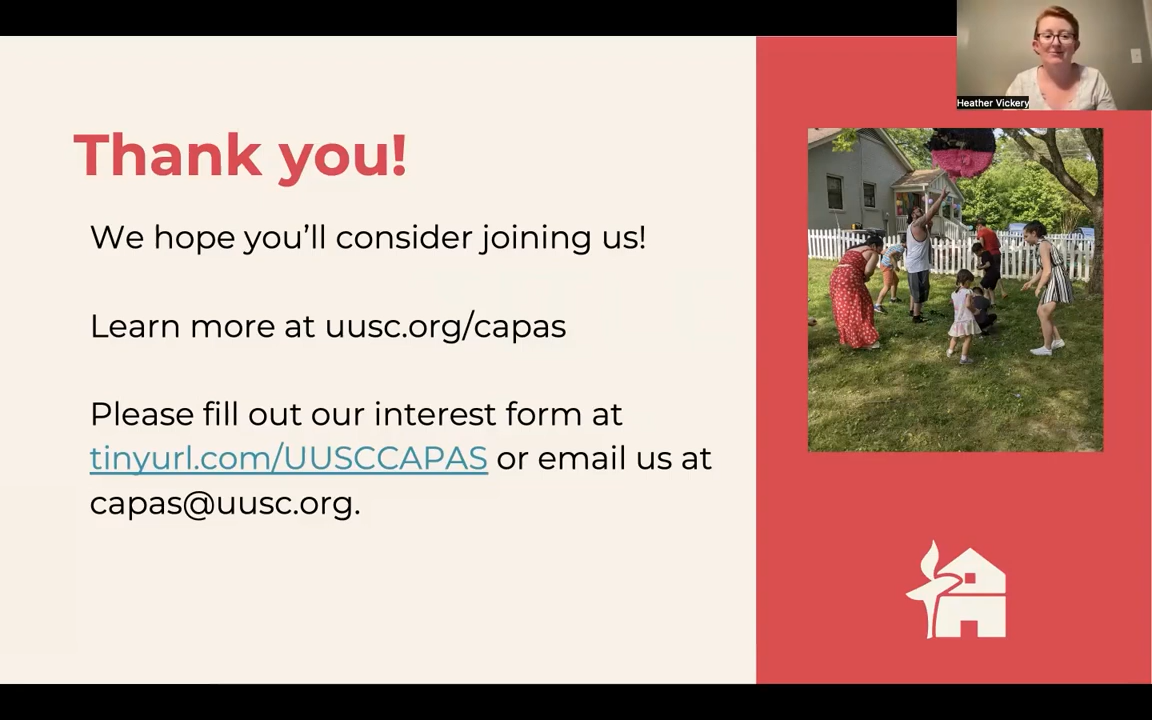 Heather Vickery
Thank you!
We hope you’ll consider joining us!
Learn more at uusc.org/capas
Please fill out our interest form at
tinyurl.com/UUSCCAPAS or email us at
capas@uusc.org.